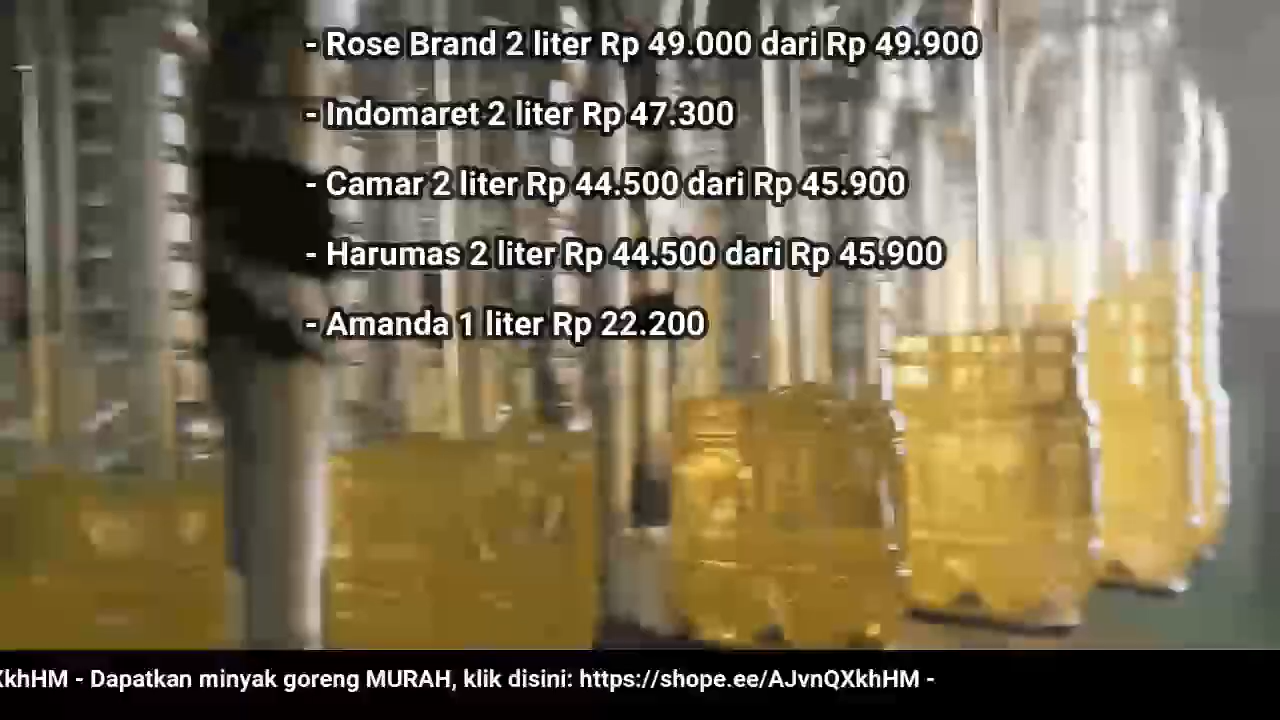 - Rose Brand 2 liter Rp 49.000 dari Rp 49.900
- Indomaret 2 liter Rp 47.300
- Camar 2 liter Rp 44.500 dari Rp 45.900
- Harumas 2 liter Rp 44.500 dari Rp 45.900
- Amanda 1 liter Rp 22.200
XkhHM - Dapatkan minyak goreng MURAH, klik disini: https://shope.ee/AJvnQXkhHM -